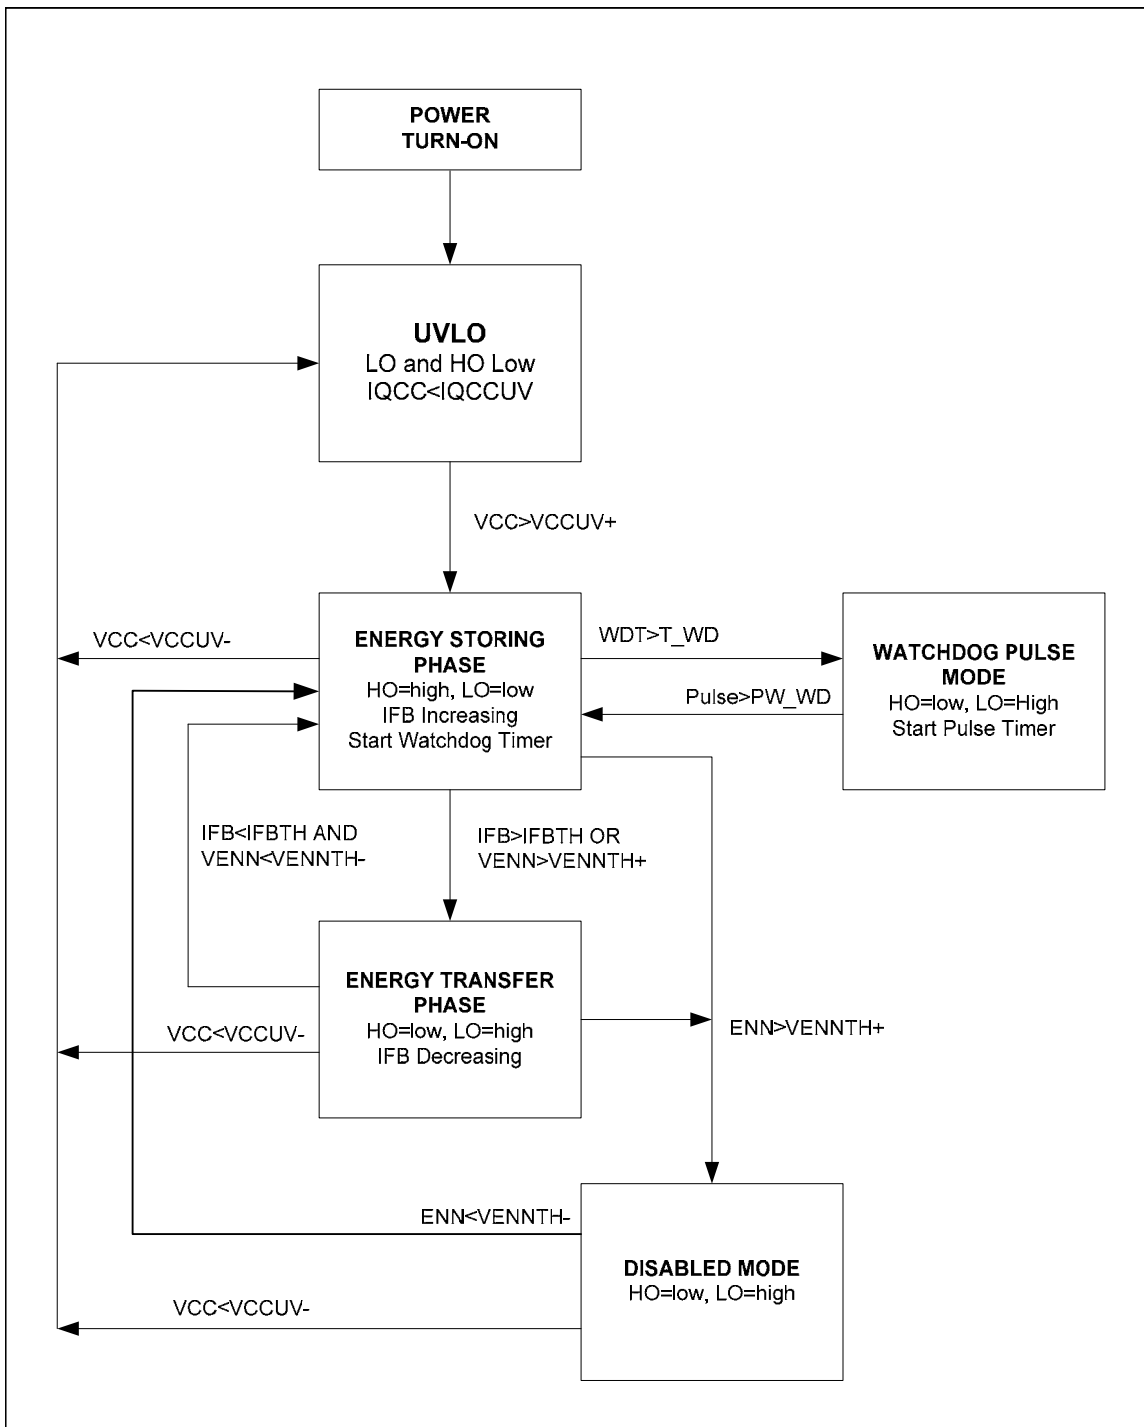 POWER
TURN-ON
UVLO
LO and HO Low
IQCC<IQCCUV
VCC>VCCUV+
VCC<VCCUV-
ENERGY STORING
PHASE
HO=high, LO=low
IFB Increasing
Start Watchdog Timer
WDT>T_WD
Pulse>PW_WD
WATCHDOG PULSE
MODE
HO=low, LO=High
Start Pulse Timer
IFB<IFBTH AND
VENN<VENNTH-
IFB>IFBTH OR
VENN>VENNTH+
ENERGY TRANSFER
PHASE
HO=low, LO=high
IFB Decreasing
VCC<VCCUV-
ENN>VENNTH+
ENN<VENNTH-
DISABLED MODE
HO=low, LO=high
VCC<VCCUV-